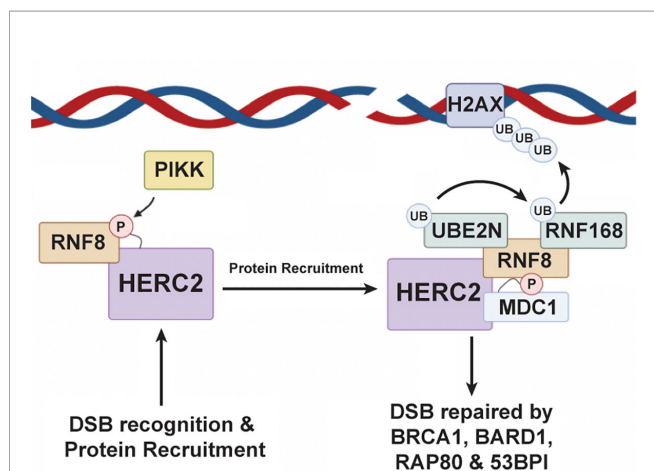 H2AX
UB
UB
UB
PIKK
P
RNF8
HERC2
Protein Recruitment
UB
UBE2N
UB
RNF168
RNF8
HERC2
P
MDC1
DSB recognition &
Protein Recruitment
DSB repaired by
BRCA1, BARD1,
RAP80 & 53BPI